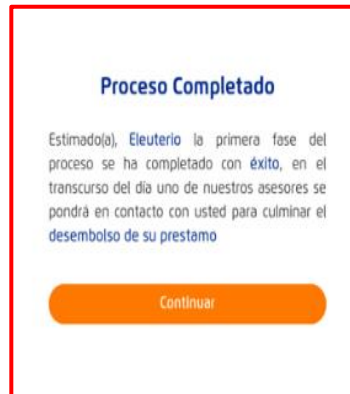 Proceso Completado
Estimado(a), Eleuterio la primera fase del
proceso se ha completado con éxito, en el
transcurso del día uno de nuestros asesores se
pondrá en contacto con usted para culminar el
desembolso de su prestamo
Continuar